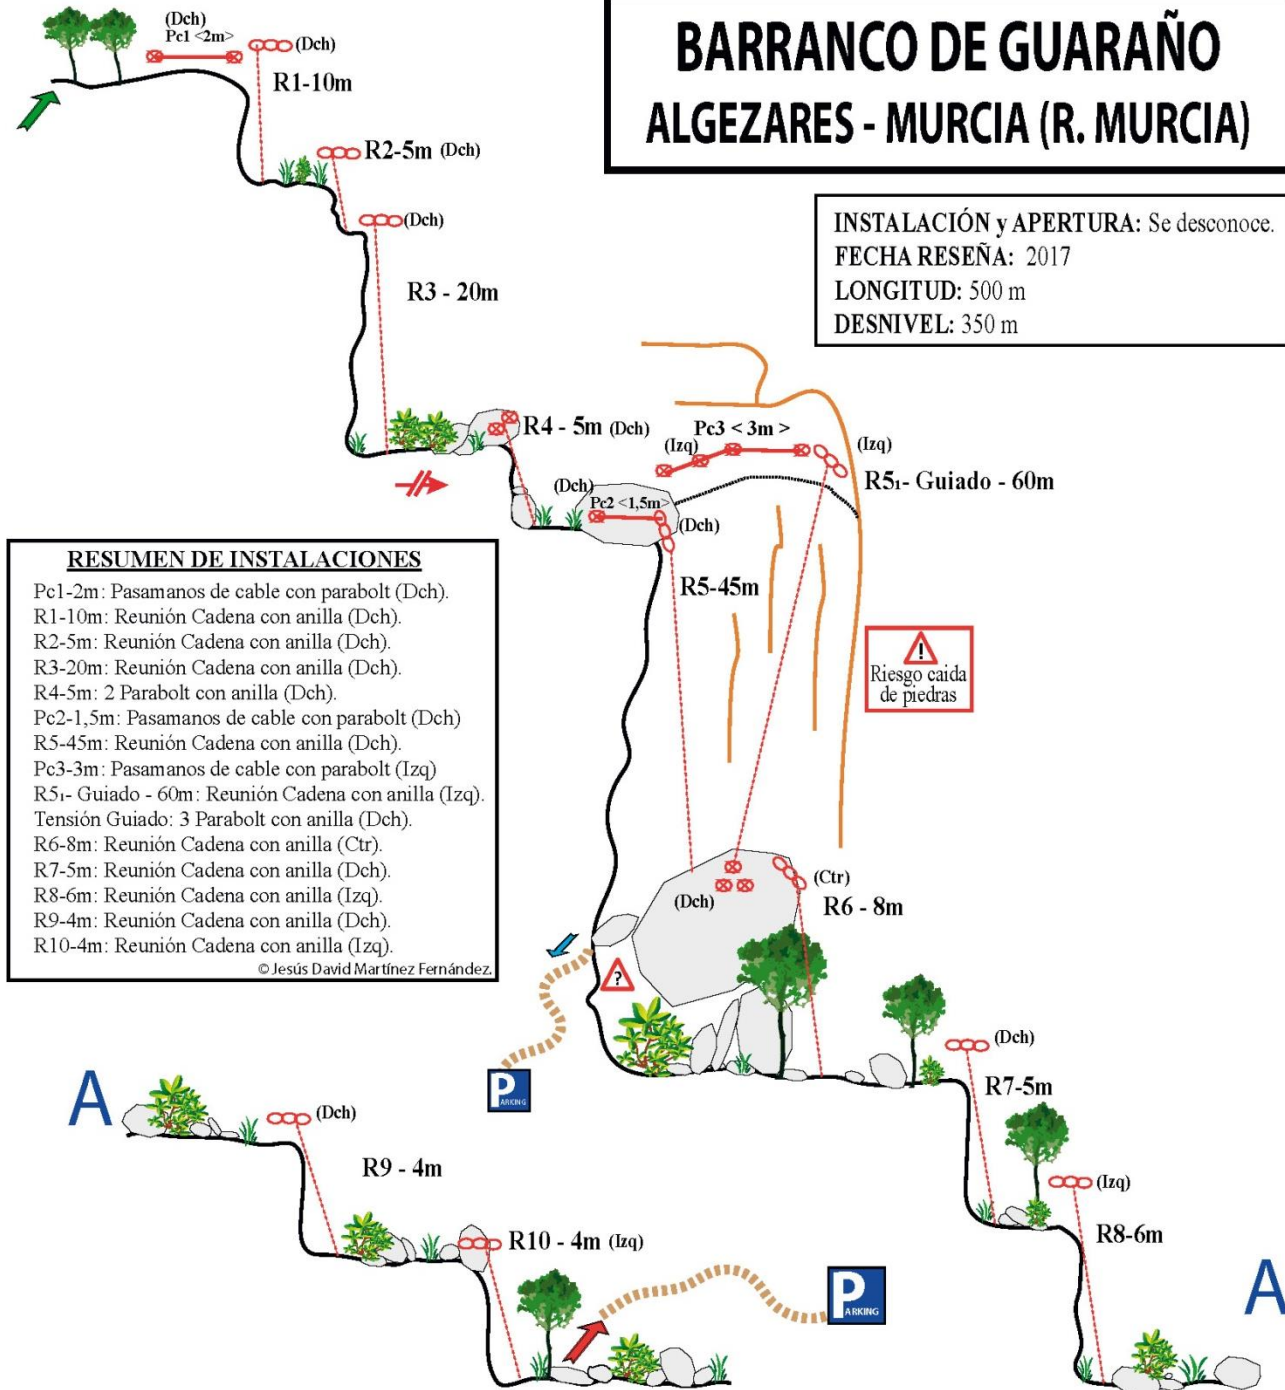 BARRANCO DE GUARAÑO
ALGEZARES - MURCIA (R. MURCIA)
INSTALACIÓN y APERTURA: Se desconoce.
FECHA RESEÑA: 2017
LONGITUD: 500 m
DESNIVEL: 350 m
(Dch)
Pc1 <2m>
(Dch)
R1-10m
R2-5m (Dch)
(Dch)
R3 - 20m
R4 - 5m (Dch)
Pc3 < 3m >
(Izq)
(Izq)
R5₁- Guiado - 60m
(Dch)
Pc2 <1,5m>
(Dch)
R5-45m
!
Riesgo caida
de piedras
RESUMEN DE INSTALACIONES
Pc1-2m: Pasamanos de cable con parabolt (Dch).
R1-10m: Reunión Cadena con anilla (Dch).
R2-5m: Reunión Cadena con anilla (Dch).
R3-20m: Reunión Cadena con anilla (Dch).
R4-5m: 2 Parabolt con anilla (Dch).
Pc2-1,5m: Pasamanos de cable con parabolt (Dch)
R5-45m: Reunión Cadena con anilla (Dch).
Pc3-3m: Pasamanos de cable con parabolt (Izq)
R5₁- Guiado - 60m: Reunión Cadena con anilla (Izq).
Tensión Guiado: 3 Parabolt con anilla (Dch).
R6-8m: Reunión Cadena con anilla (Ctr).
R7-5m: Reunión Cadena con anilla (Dch).
R8-6m: Reunión Cadena con anilla (Izq).
R9-4m: Reunión Cadena con anilla (Dch).
R10-4m: Reunión Cadena con anilla (Izq).
© Jesús David Martínez Fernández.
(Dch)
(Ctr)
R6 - 8m
?
P
ARKING
(Dch)
R7-5m
(Izq)
R8-6m
A
A
(Dch)
R9 - 4m
R10 - 4m (Izq)
P
ARKING